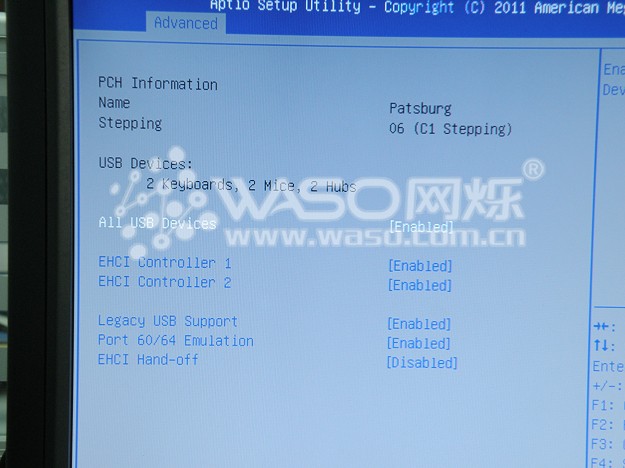 Aptio Setup Utility - Copyright (C) 2011 American
Advanced
PCH Information
Name Patsburg
Stepping 06 (C1 Stepping)
USB Devices:
2 Keyboards, 2 Mice, 2 Hubs
All USB Devices [Enabled]
EHCI Controller 1 [Enabled]
EHCI Controller 2 [Enabled]
Legacy USB Support [Enabled]
Port 60/64 Emulation [Enabled]
EHCI Hand-off [Disabled]
WASO网烁®
www.waso.com.cn
Ena
Dev
→←:
↑↓:
Ente
+/-:
F1:
F2:
F3:
F4: